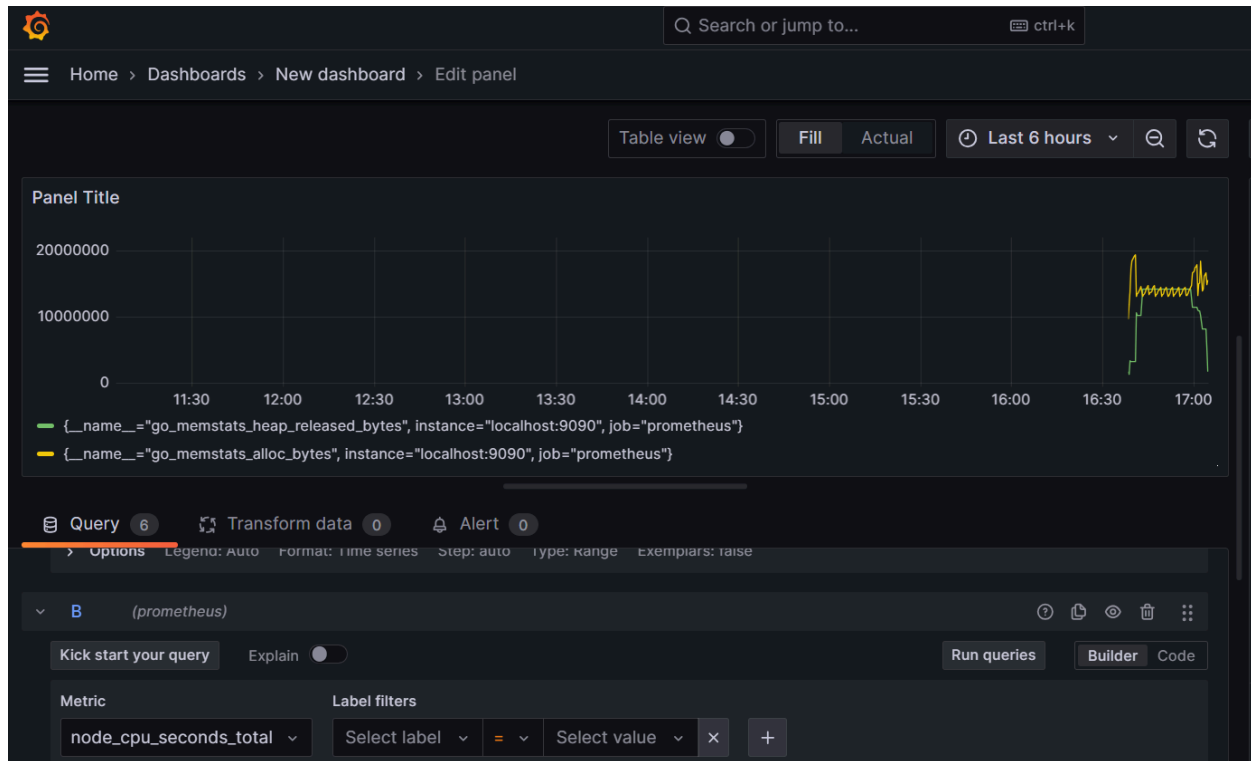 Search or jump to... ctrl+k
Home > Dashboards > New dashboard > Edit panel
Table view Fill Actual Last 6 hours
Panel Title
20000000
10000000
0
11:30 12:00 12:30 13:00 13:30 14:00 14:30 15:00 15:30 16:00 16:30 17:00
{__name__="go_memstats_heap_released_bytes", instance="localhost:9090", job="prometheus"}
{__name__="go_memstats_alloc_bytes", instance="localhost:9090", job="prometheus"}
Query 6 Transform data 0 Alert 0
> Options Legend: Auto Format: Time series Step: auto Type: Range Exemplars: false
B (prometheus)
Kick start your query Explain Run queries Builder Code
Metric Label filters
node_cpu_seconds_total Select label = Select value × +